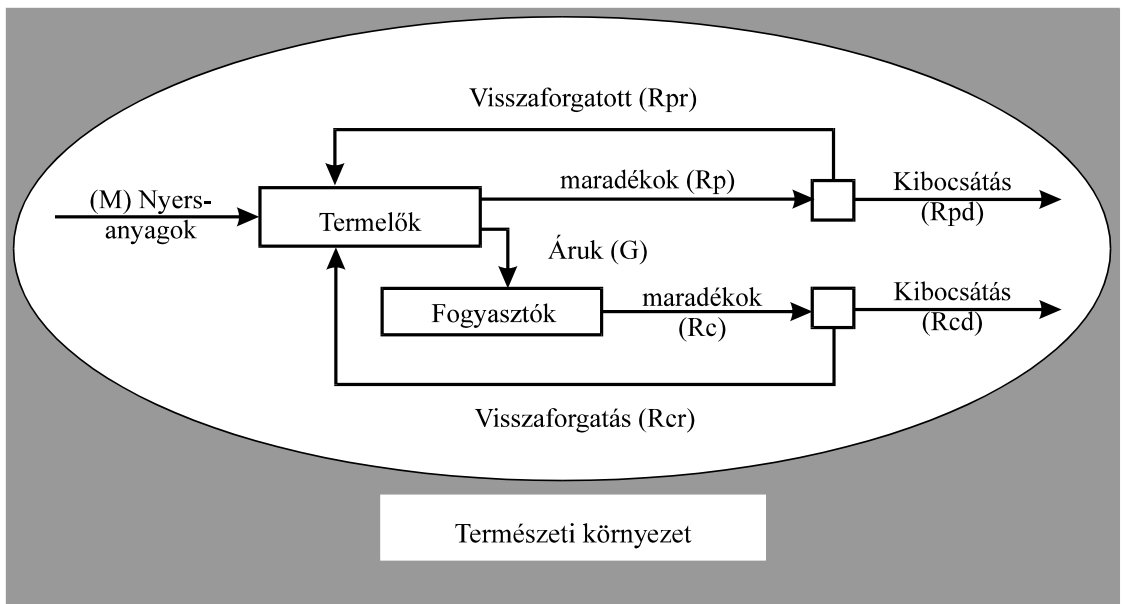 Visszaforgatott (Rpr)
(M) Nyers-
anyagok
Termelők
maradékok (Rp)
Kibocsátás
(Rpd)
Áruk (G)
Fogyasztók
maradékok
(Rc)
Kibocsátás
(Rcd)
Visszaforgatás (Rcr)
Természeti környezet